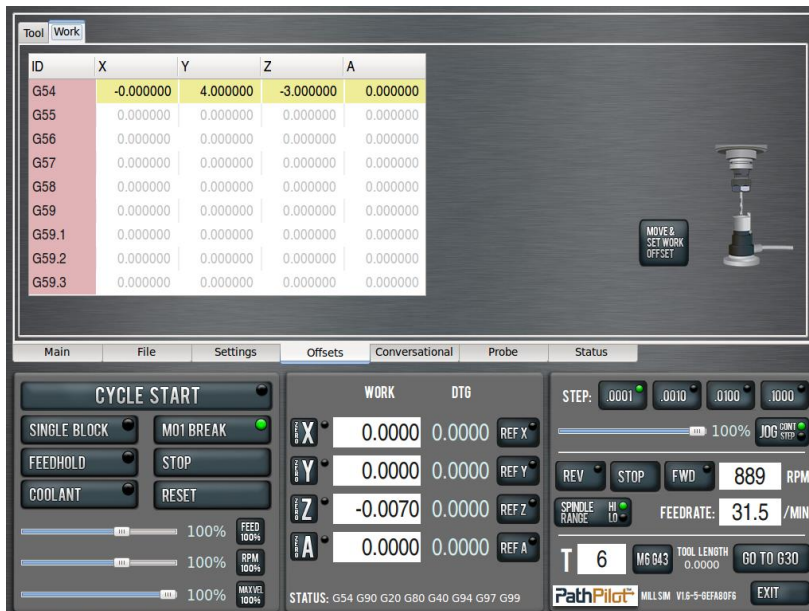 Tool Work
ID X Y Z A
G54 -0.000000 4.000000 -3.000000 0.000000
G55 0.000000 0.000000 0.000000 0.000000
G56 0.000000 0.000000 0.000000 0.000000
G57 0.000000 0.000000 0.000000 0.000000
G58 0.000000 0.000000 0.000000 0.000000
G59 0.000000 0.000000 0.000000 0.000000
G59.1 0.000000 0.000000 0.000000 0.000000
G59.2 0.000000 0.000000 0.000000 0.000000
G59.3 0.000000 0.000000 0.000000 0.000000
MOVE &
SET WORK
OFFSET
Main File Settings Offsets Conversational Probe Status
CYCLE START
SINGLE BLOCK M01 BREAK
FEEDHOLD STOP
COOLANT RESET
100% FEED 100%
100% RPM 100%
100% MAXVEL 100%
WORK DTG
ZERO X 0.0000 0.0000 REF X
ZERO Y 0.0000 0.0000 REF Y
ZERO Z -0.0070 0.0000 REF Z
ZERO A 0.0000 0.0000 REF A
STATUS: G54 G90 G20 G80 G40 G94 G97 G99
STEP: .0001 .0010 .0100 .1000
100% JOG CONT STEP
REV STOP FWD 889 RPM
SPINDLE RANGE HI LO FEEDRATE: 31.5 /MIN
T 6 M6 G43 TOOL LENGTH 0.0000 GO TO G30
PathPilot MILL SIM V1.6-5-GEFA80F6 EXIT